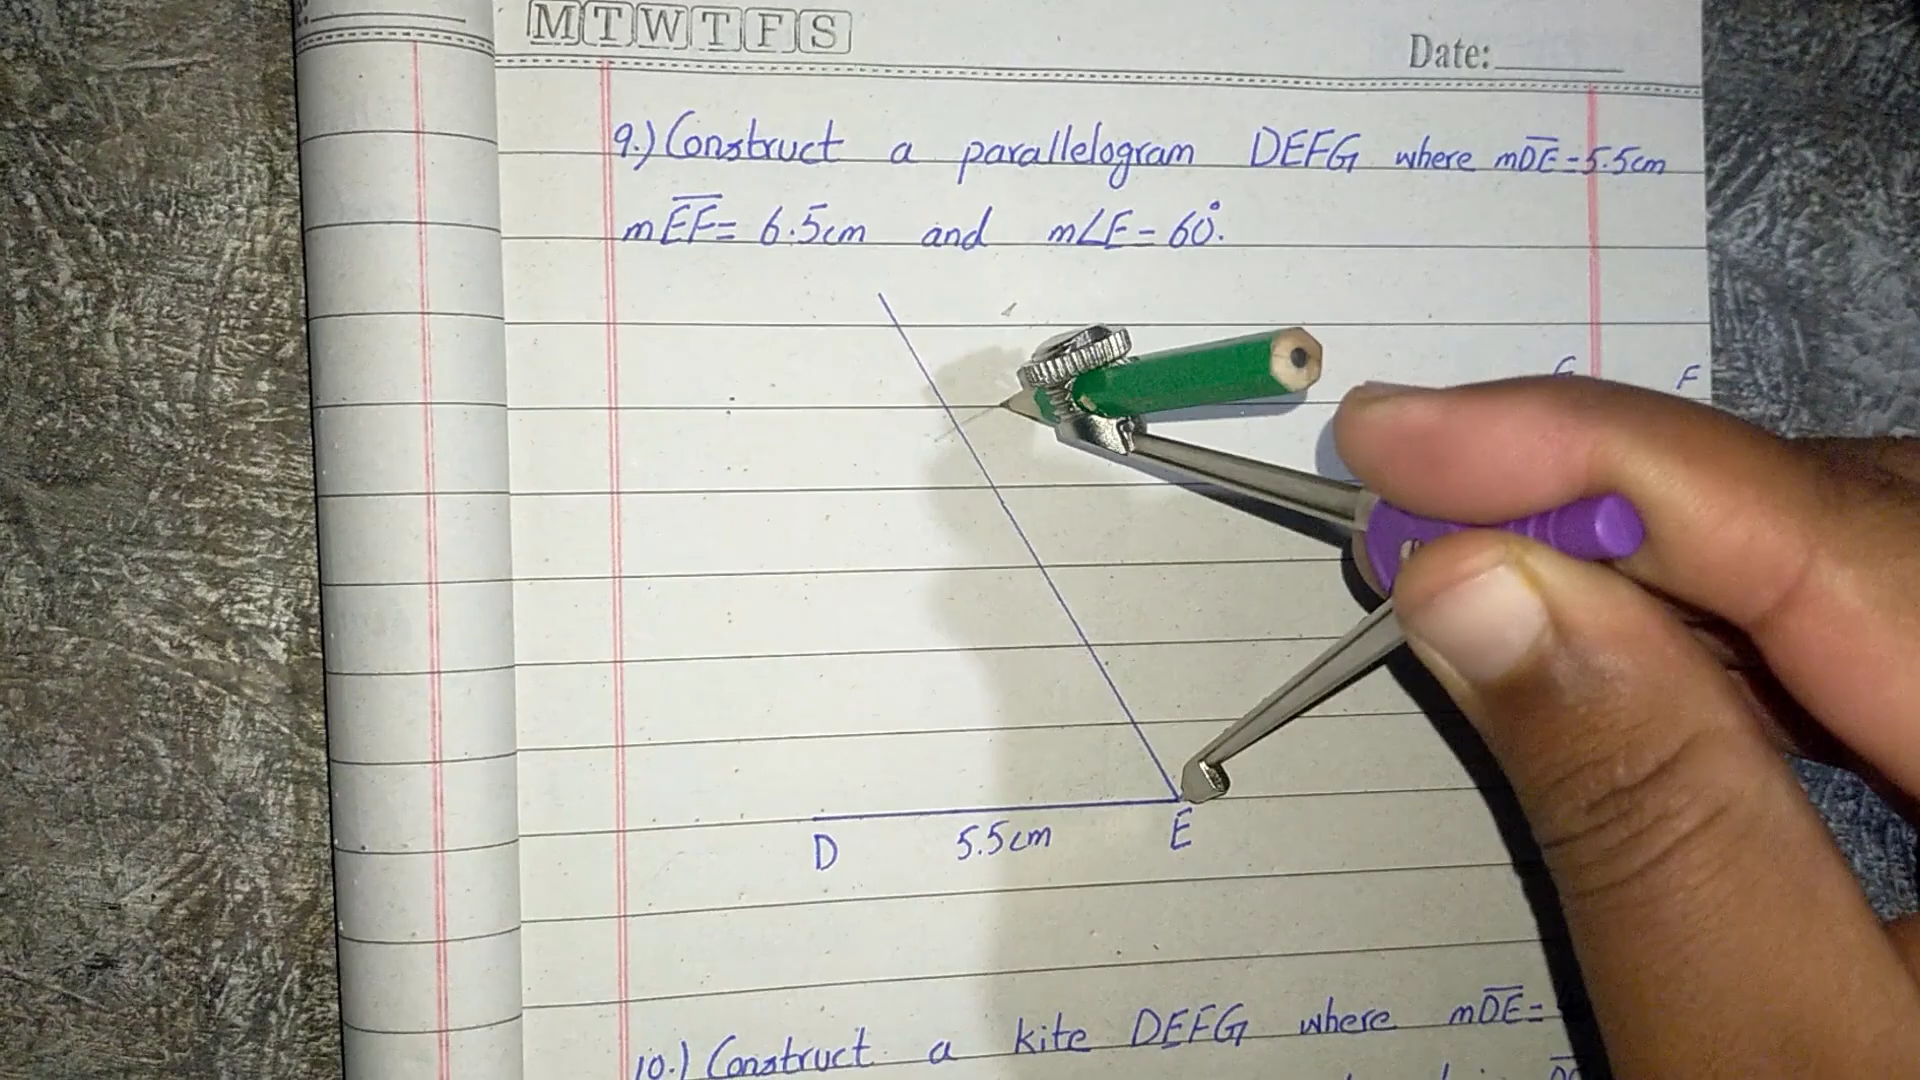 M T W T F S
Date:
9.) Construct a parallelogram DEFG where mDE = 5.5cm
mEF = 6.5cm and m∠E = 60°.
F
D 5.5cm E
10.) Construct a kite DEFG where mDE =